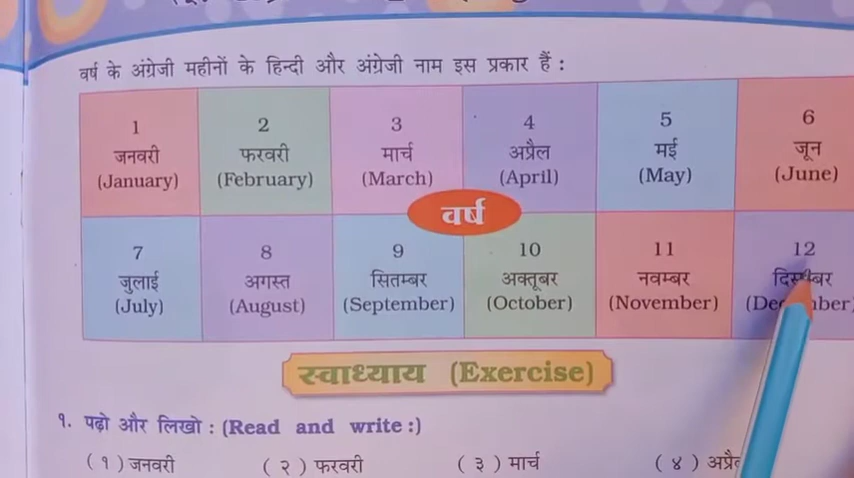 वर्ष के अंग्रेजी महीनों के हिन्दी और अंग्रेजी नाम इस प्रकार हैं :
1 2 3 4 5 6
जनवरी फरवरी मार्च अप्रैल मई जून
(January) (February) (March) (April) (May) (June)
वर्ष
7 8 9 10 11 12
जुलाई अगस्त सितम्बर अक्तूबर नवम्बर
(July) (August) (September) (October) (November)
स्वाध्याय (Exercise)
१. पढ़ो और लिखो : (Read and write :)
( १ ) जनवरी ( २ ) फरवरी ( ३ ) मार्च ( ४ )